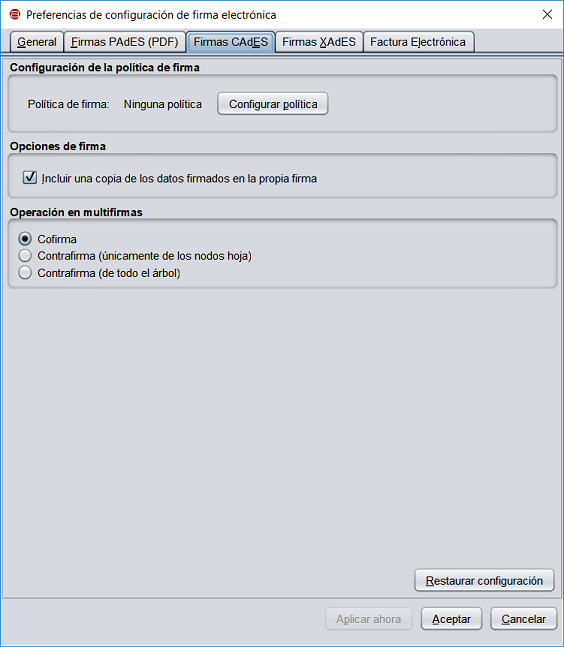 Preferencias de configuración de firma electrónica
General Firmas PAdES (PDF) Firmas CAdES Firmas XAdES Factura Electrónica
Configuración de la política de firma
Política de firma: Ninguna política Configurar política
Opciones de firma
Incluir una copia de los datos firmados en la propia firma
Operación en multifirmas
Cofirma
Contrafirma (únicamente de los nodos hoja)
Contrafirma (de todo el árbol)
Restaurar configuración
Aplicar ahora Aceptar Cancelar